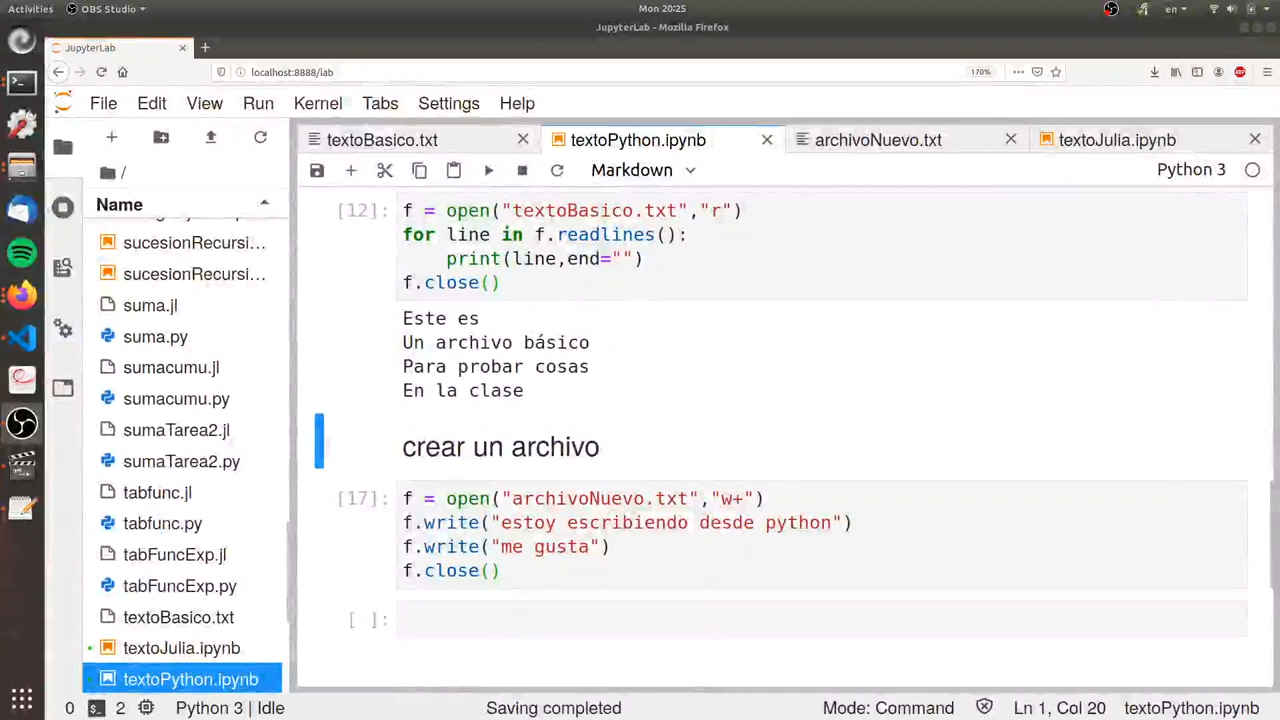 Activities OBS Studio Mon 20:25 en
JupyterLab - Mozilla Firefox
JupyterLab
localhost:8888/lab 170%
File Edit View Run Kernel Tabs Settings Help
textoBasico.txt textoPython.ipynb archivoNuevo.txt textoJulia.ipynb
Markdown Python 3
/
Name
sucesionRecursi...
sucesionRecursi...
suma.jl
suma.py
sumacumu.jl
sumacumu.py
sumaTarea2.jl
sumaTarea2.py
tabfunc.jl
tabfunc.py
tabFuncExp.jl
tabFuncExp.py
textoBasico.txt
textoJulia.ipynb
textoPython.ipynb
[12]: f = open("textoBasico.txt","r")
for line in f.readlines():
    print(line,end="")
f.close()
Este es
Un archivo básico
Para probar cosas
En la clase
crear un archivo
[17]: f = open("archivoNuevo.txt","w+")
f.write("estoy escribiendo desde python")
f.write("me gusta")
f.close()
[ ]:
0 2 Python 3 | Idle Saving completed Mode: Command Ln 1, Col 20 textoPython.ipynb